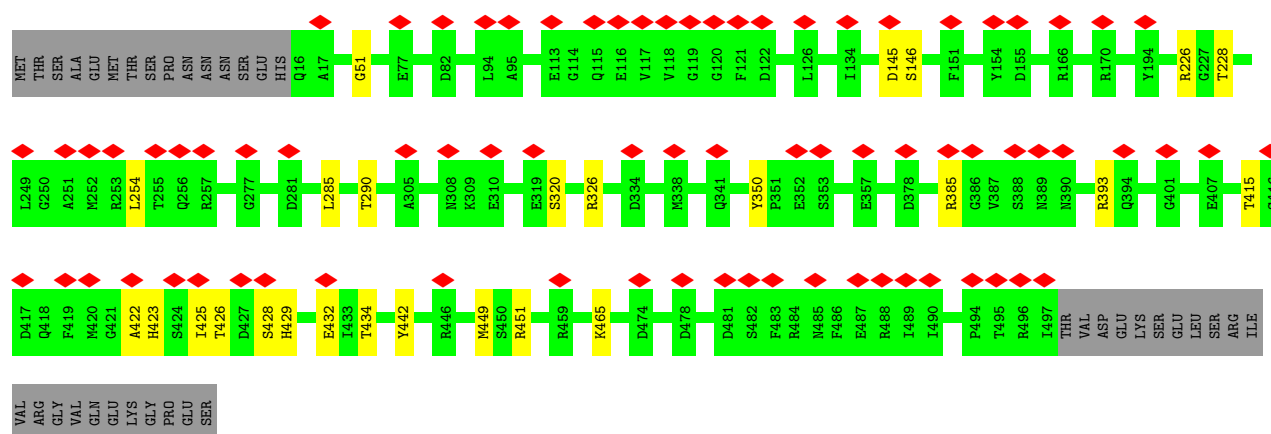 MET THR SER ALA GLU MET THR SER PRO ASN ASN ASN SER GLU HIS Q16 A17 G51 E77 D82 L94 A95 E113 G114 Q115 E116 V117 V118 G119 G120 F121 D122 L126 I134 D145 S146 F151 Y154 D155 R166 R170 Y194 R226 G227 T228
L249 G250 A251 M252 R253 L254 T255 Q256 R257 G277 D281 L285 T290 A305 N308 K309 E310 E319 S320 R326 D334 M338 Q341 Y350 P351 E352 S353 E357 D378 R385 G386 V387 S388 N389 N390 R393 Q394 G401 E407 T415
D417 Q418 F419 M420 G421 A422 H423 S424 I425 T426 D427 S428 H429 E432 I433 T434 Y442 R446 M449 S450 R451 R459 K465 D474 D478 D481 S482 F483 R484 N485 F486 E487 R488 I489 I490 P494 T495 R496 I497 THR VAL ASP GLU LYS SER GLU LEU SER ARG ILE
VAL ARG GLY VAL GLN GLU LYS GLY PRO GLU SER